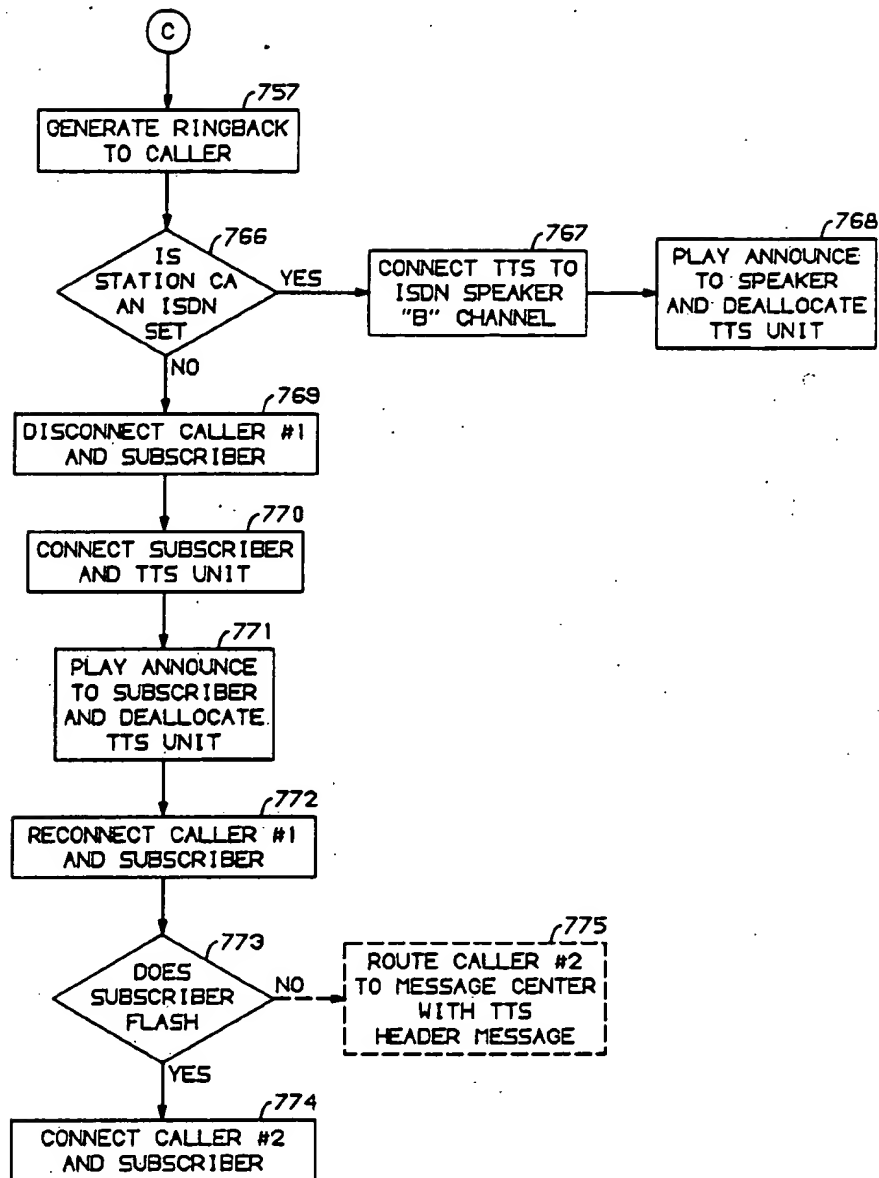 C
757
GENERATE RINGBACK
TO CALLER
766
IS
STATION CA
AN ISDN
SET
YES
NO
767
CONNECT TTS TO
ISDN SPEAKER
"B" CHANNEL
768
PLAY ANNOUNCE
TO SPEAKER
AND DEALLOCATE
TTS UNIT
769
DISCONNECT CALLER #1
AND SUBSCRIBER
770
CONNECT SUBSCRIBER
AND TTS UNIT
771
PLAY ANNOUNCE
TO SUBSCRIBER
AND DEALLOCATE
TTS UNIT
772
RECONNECT CALLER #1
AND SUBSCRIBER
773
DOES
SUBSCRIBER
FLASH
NO
YES
775
ROUTE CALLER #2
TO MESSAGE CENTER
WITH TTS
HEADER MESSAGE
774
CONNECT CALLER #2
AND SUBSCRIBER